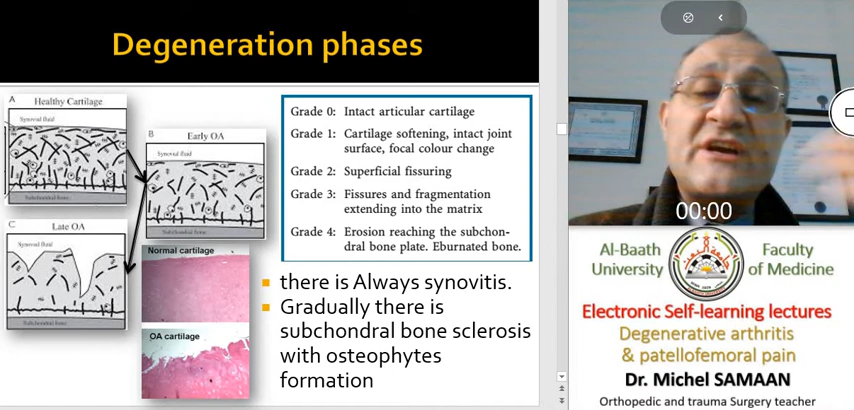 Degeneration phases
A
Healthy Cartilage
Synovial fluid
Subchondral bone
B
Early OA
Synovial fluid
Subchondral bone
C
Late OA
Synovial fluid
Subchondral bone
Normal cartilage
OA cartilage
Grade 0: Intact articular cartilage
Grade 1: Cartilage softening, intact joint
surface, focal colour change
Grade 2: Superficial fissuring
Grade 3: Fissures and fragmentation
extending into the matrix
Grade 4: Erosion reaching the subchon-
dral bone plate. Eburnated bone.
there is Always synovitis.
Gradually there is
subchondral bone sclerosis
with osteophytes
formation
00:00
Al-Baath
University
Faculty
of Medicine
Electronic Self-learning lectures
Degenerative arthritis
& patellofemoral pain
Dr. Michel SAMAAN
Orthopedic and trauma Surgery teacher